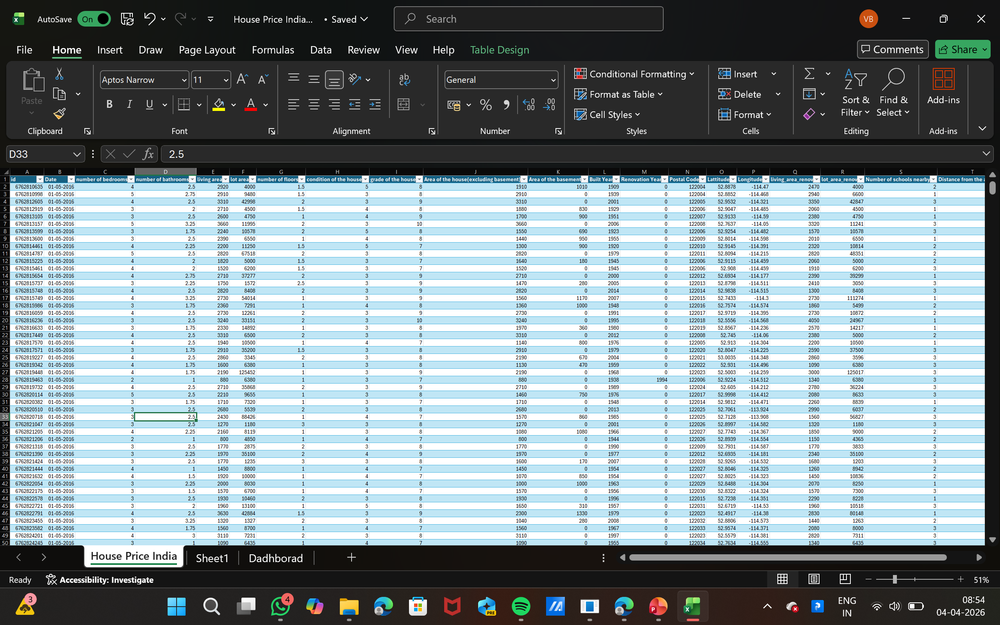 AutoSave On House Price India... • Saved Search VB
File Home Insert Draw Page Layout Formulas Data Review View Help Table Design Comments Share
Paste Aptos Narrow 11 General Conditional Formatting Format as Table Cell Styles Insert Delete Format Sort & Filter Find & Select Add-ins
Clipboard Font Alignment Number Styles Cells Editing Add-ins
D33 fx 2.5
A B C D E F G H I J K L M N O P Q R S T
1 id Date number of bedrooms number of bathrooms living area lot area number of floors condition of the house grade of the house Area of the house(excluding basement) Area of the basement Built Year Renovation Year Postal Code Lattitude Longitude living_area_renov lot_area_renov Number of schools nearby Distance from the a
2 6762810635 01-05-2016 4 2.5 2920 4000 1.5 5 8 1910 1010 1909 0 122004 52.8878 -114.47 2470 4000 2
3 6762810998 01-05-2016 5 2.75 2910 9480 1.5 3 8 2910 0 1939 0 122004 52.8852 -114.468 2940 6600 1
4 6762812605 01-05-2016 4 2.5 3310 42998 2 3 9 3310 0 2001 0 122005 52.9532 -114.321 3350 42847 3
5 6762812919 01-05-2016 3 2 2710 4500 1.5 4 8 1880 830 1929 0 122006 52.9047 -114.485 2060 4500 1
6 6762813105 01-05-2016 3 2.5 2600 4750 1 4 9 1700 900 1951 0 122007 52.9133 -114.59 2380 4750 1
7 6762813157 01-05-2016 5 3.25 3660 11995 2 3 10 3660 0 2006 0 122008 52.7637 -114.05 3320 11241 3
8 6762813599 01-05-2016 3 1.75 2240 10578 2 5 8 1550 690 1923 0 122006 52.9254 -114.482 1570 10578 3
9 6762813600 01-05-2016 3 2.5 2390 6550 1 4 8 1440 950 1955 0 122009 52.8014 -114.598 2010 6550 1
10 6762814461 01-05-2016 4 2.25 2200 11250 1.5 5 7 1300 900 1920 0 122010 52.9145 -114.391 2320 10814 2
11 6762814787 01-05-2016 5 2.5 2820 67518 2 3 8 2820 0 1979 0 122011 52.8094 -114.215 2820 48351 2
12 6762815225 01-05-2016 4 2 1820 5000 1.5 3 7 1640 180 1945 0 122006 52.9115 -114.459 2060 5000 2
13 6762815461 01-05-2016 4 2 1520 6200 1.5 3 7 1520 0 1945 0 122006 52.908 -114.459 1910 6200 3
14 6762815654 01-05-2016 4 2.75 2710 37277 2 3 9 2710 0 2000 0 122012 52.6934 -114.177 2390 39299 1
15 6762815737 01-05-2016 3 2.25 1750 1572 2.5 3 9 1470 280 2005 0 122013 52.8798 -114.511 2410 3050 3
16 6762815748 01-05-2016 4 2.5 2820 8408 2 3 9 2820 0 2014 0 122014 52.9838 -114.515 1300 8408 3
17 6762815749 01-05-2016 4 3.25 2730 54014 1 3 9 1560 1170 2007 0 122015 52.7433 -114.3 2730 111274 1
18 6762815986 01-05-2016 3 1.75 2360 7291 1 4 8 1360 1000 1948 0 122016 52.7574 -114.574 1860 5499 2
19 6762816059 01-05-2016 4 2.5 2730 12261 2 3 9 2730 0 1991 0 122017 52.9719 -114.395 2730 10872 2
20 6762816236 01-05-2016 3 2.5 3240 33151 2 3 10 3240 0 1995 0 122018 52.5556 -114.568 4050 24967 1
21 6762816633 01-05-2016 3 1.75 2330 14892 1 3 8 1970 360 1980 0 122019 52.8567 -114.236 2570 14217 1
22 6762817449 01-05-2016 4 2.5 3310 6500 2 3 8 3310 0 2012 0 122008 52.745 -114.06 2380 5000 2
23 6762817570 01-05-2016 4 2.5 1940 10500 1 4 7 1140 800 1976 0 122005 52.913 -114.304 2200 10500 1
24 6762817571 01-05-2016 3 1.75 2910 35200 1.5 3 8 2910 0 1979 0 122020 52.8047 -114.225 2590 37500 3
25 6762819227 01-05-2016 4 2.5 2860 3345 2 3 8 2190 670 2004 0 122021 53.0035 -114.348 2860 3596 3
26 6762819342 01-05-2016 4 1.75 1600 6380 1 3 8 1130 470 1959 0 122022 52.931 -114.496 1090 6380 3
27 6762819448 01-05-2016 4 1.75 2190 125452 1 3 9 2190 0 1968 0 122023 52.5003 -114.259 3000 125017 3
28 6762819463 01-05-2016 2 1 880 6380 1 3 7 880 0 1938 1994 122006 52.9224 -114.512 1340 6380 3
29 6762819732 01-05-2016 4 2.5 2710 35868 2 3 9 2710 0 1989 0 122024 52.605 -114.212 2780 36224 3
30 6762820114 01-05-2016 5 2.5 2210 9655 1 3 8 1460 750 1976 0 122017 52.9998 -114.412 2080 8633 3
31 6762820382 01-05-2016 3 1.75 1710 7320 1 3 7 1710 0 1948 0 122014 52.9812 -114.471 2260 8839 1
32 6762820510 01-05-2016 3 2.5 2680 5539 2 3 8 2680 0 2013 0 122025 52.7061 -113.924 2990 6037 2
33 6762820718 01-05-2016 3 2.5 2430 88426 1 4 7 1570 860 1985 0 122025 52.7128 -113.908 1560 56827 3
34 6762821047 01-05-2016 3 2.5 1270 1180 3 3 8 1270 0 2001 0 122026 52.8997 -114.582 1320 1180 3
35 6762821205 01-05-2016 4 2.25 2160 8119 1 3 8 1080 1080 1966 0 122027 52.7743 -114.367 1850 9000 2
36 6762821206 01-05-2016 2 1 800 4850 1 4 7 800 0 1944 0 122026 52.8939 -114.554 1150 4365 2
37 6762821318 01-05-2016 3 2.5 1770 2875 2 3 8 1770 0 1990 0 122009 52.7931 -114.587 1770 3833 3
38 6762821390 01-05-2016 3 2.25 1970 35100 2 4 9 1970 0 1977 0 122012 52.6935 -114.181 2340 35100 2
39 6762821424 01-05-2016 3 2.5 1770 1235 3 3 8 1600 170 2007 0 122028 52.9265 -114.532 1680 1203 3
40 6762821444 01-05-2016 4 1 1450 8800 1 4 7 1450 0 1954 0 122027 52.8046 -114.325 1260 8942 2
41 6762821632 01-05-2016 4 1.5 1920 10000 1 4 7 1070 850 1954 0 122027 52.8025 -114.323 1450 10836 2
42 6762822054 01-05-2016 3 2.25 2000 8030 1 4 8 1000 1000 1963 0 122029 52.8488 -114.304 2070 8250 1
43 6762822175 01-05-2016 3 1.5 1570 6700 1 4 7 1570 0 1956 0 122030 52.8322 -114.324 1570 7300 3
44 6762822578 01-05-2016 3 2.5 1930 10460 2 3 8 1930 0 1996 0 122015 52.7238 -114.351 2290 8228 1
45 6762822721 01-05-2016 3 2 1960 13100 1 5 8 1650 310 1957 0 122031 52.6719 -114.53 1960 10518 3
46 6762822791 01-05-2016 4 2.5 3630 42884 1.5 3 9 2300 1330 1979 0 122023 52.4917 -114.38 2830 80148 1
47 6762823455 01-05-2016 3 3.25 1320 1327 2 3 8 1040 280 2008 0 122032 52.8806 -114.573 1440 1263 2
48 6762823582 01-05-2016 4 1.75 1560 8700 1 4 7 1560 0 1967 0 122033 52.9574 -114.371 2080 8000 3
49 6762824201 01-05-2016 4 3 3110 7231 2 3 8 3110 0 1997 0 122023 52.5579 -114.381 2820 7311 3
50 6762824245 01-05-2016 3 1 1090 6435 1 4 7 1090 0 1955 0 122034 52.7634 -114.555 1340 6435 3
House Price India Sheet1 Dadhborad
Ready Accessibility: Investigate 51%
3 4 PRE ENG IN 08:54 04-04-2026